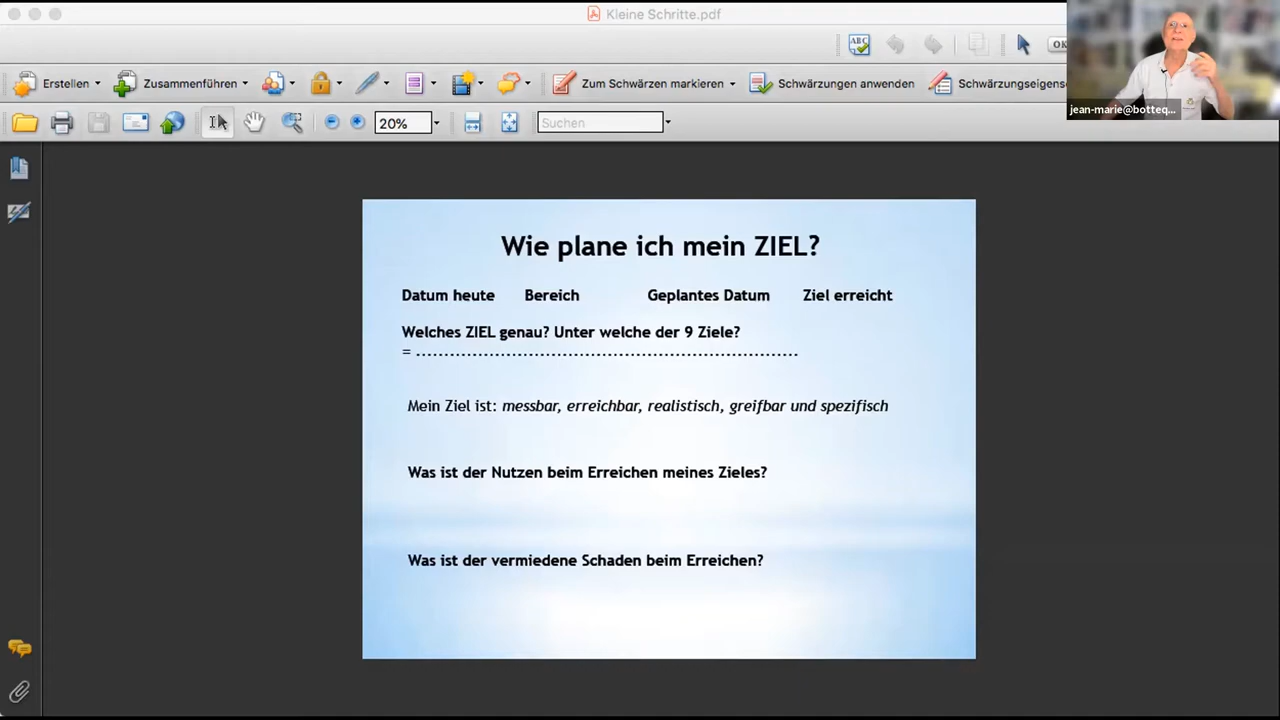 Kleine Schritte.pdf
ABC
OK
jean-marie@botteq...
Erstellen
Zusammenführen
Zum Schwärzen markieren
Schwärzungen anwenden
Schwärzungseigens
20%
Suchen
Wie plane ich mein ZIEL?
Datum heute Bereich Geplantes Datum Ziel erreicht
Welches ZIEL genau? Unter welche der 9 Ziele?
= ....................................................................
Mein Ziel ist: messbar, erreichbar, realistisch, greifbar und spezifisch
Was ist der Nutzen beim Erreichen meines Zieles?
Was ist der vermiedene Schaden beim Erreichen?